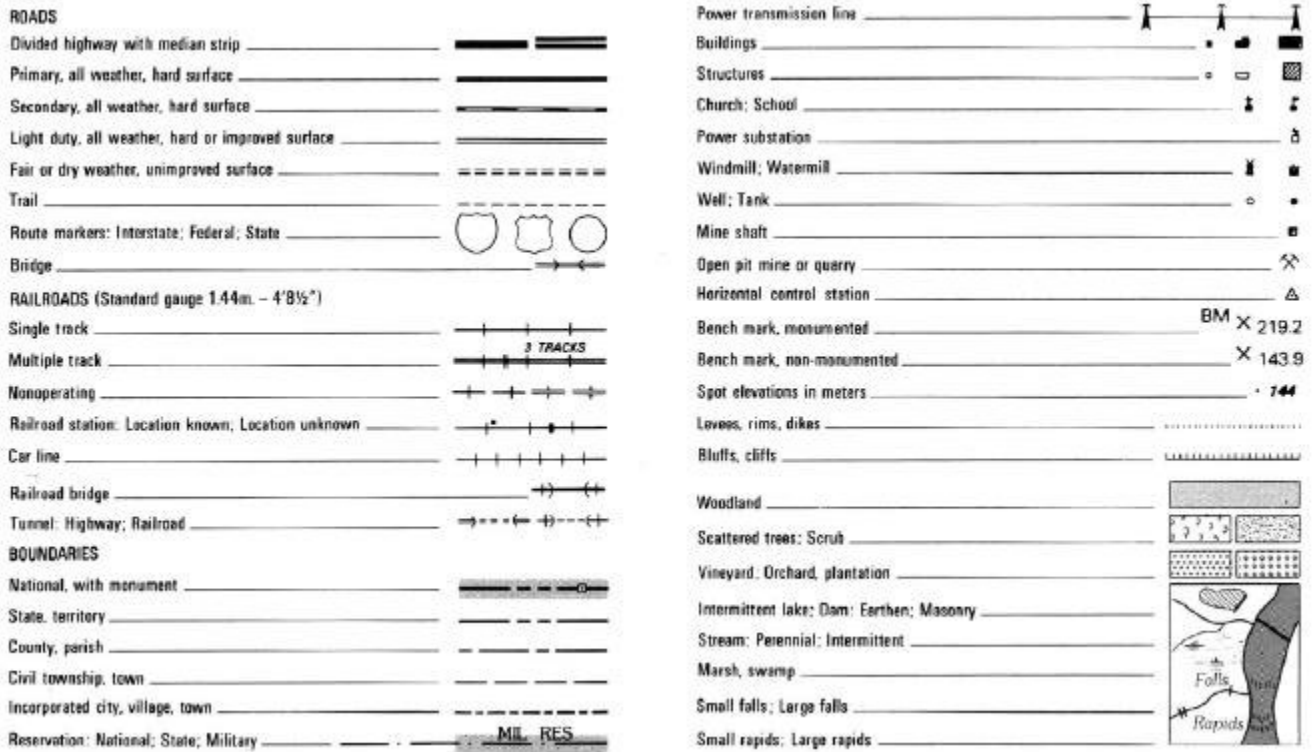 ROADS
Divided highway with median strip
Primary, all weather, hard surface
Secondary, all weather, hard surface
Light duty, all weather, hard or improved surface
Fair or dry weather, unimproved surface
Trail
Route markers: Interstate; Federal; State
Bridge
RAILROADS (Standard gauge 1.44m. – 4'8½")
Single track
3 TRACKS
Multiple track
Nonoperating
Railroad station: Location known; Location unknown
Car line
Railroad bridge
Tunnel: Highway; Railroad
BOUNDARIES
National, with monument
State, territory
County, parish
Civil township, town
Incorporated city, village, town
Reservation: National; State; Military MIL RES
Power transmission line
Buildings
Structures
Church; School
Power substation
Windmill; Watermill
Well; Tank
Mine shaft
Open pit mine or quarry
Horizontal control station
Bench mark, monumented BM X 219.2
Bench mark, non-monumented X 143.9
Spot elevations in meters 144
Levees, rims, dikes
Bluffs, cliffs
Woodland
Scattered trees; Scrub
Vineyard; Orchard, plantation
Intermittent lake; Dam: Earthen; Masonry
Stream: Perennial; Intermittent
Marsh, swamp
Falls
Small falls; Large falls
Rapids
Small rapids; Large rapids